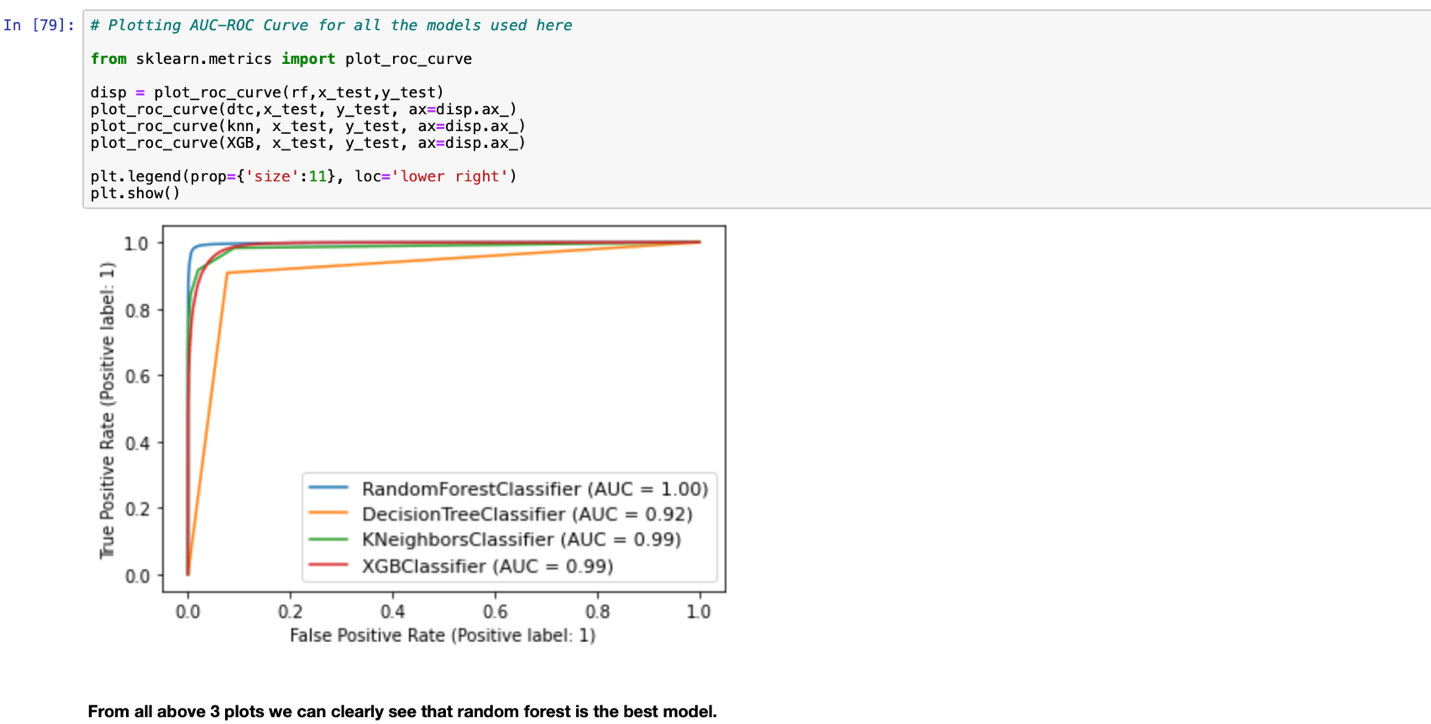 In [79]: # Plotting AUC-ROC Curve for all the models used here
from sklearn.metrics import plot_roc_curve
disp = plot_roc_curve(rf,x_test,y_test)
plot_roc_curve(dtc,x_test, y_test, ax=disp.ax_)
plot_roc_curve(knn, x_test, y_test, ax=disp.ax_)
plot_roc_curve(XGB, x_test, y_test, ax=disp.ax_)
plt.legend(prop={'size':11}, loc='lower right')
plt.show()
True Positive Rate (Positive label: 1)
1.0
0.8
0.6
0.4
0.2
0.0
RandomForestClassifier (AUC = 1.00)
DecisionTreeClassifier (AUC = 0.92)
KNeighborsClassifier (AUC = 0.99)
XGBClassifier (AUC = 0.99)
0.0 0.2 0.4 0.6 0.8 1.0
False Positive Rate (Positive label: 1)
From all above 3 plots we can clearly see that random forest is the best model.